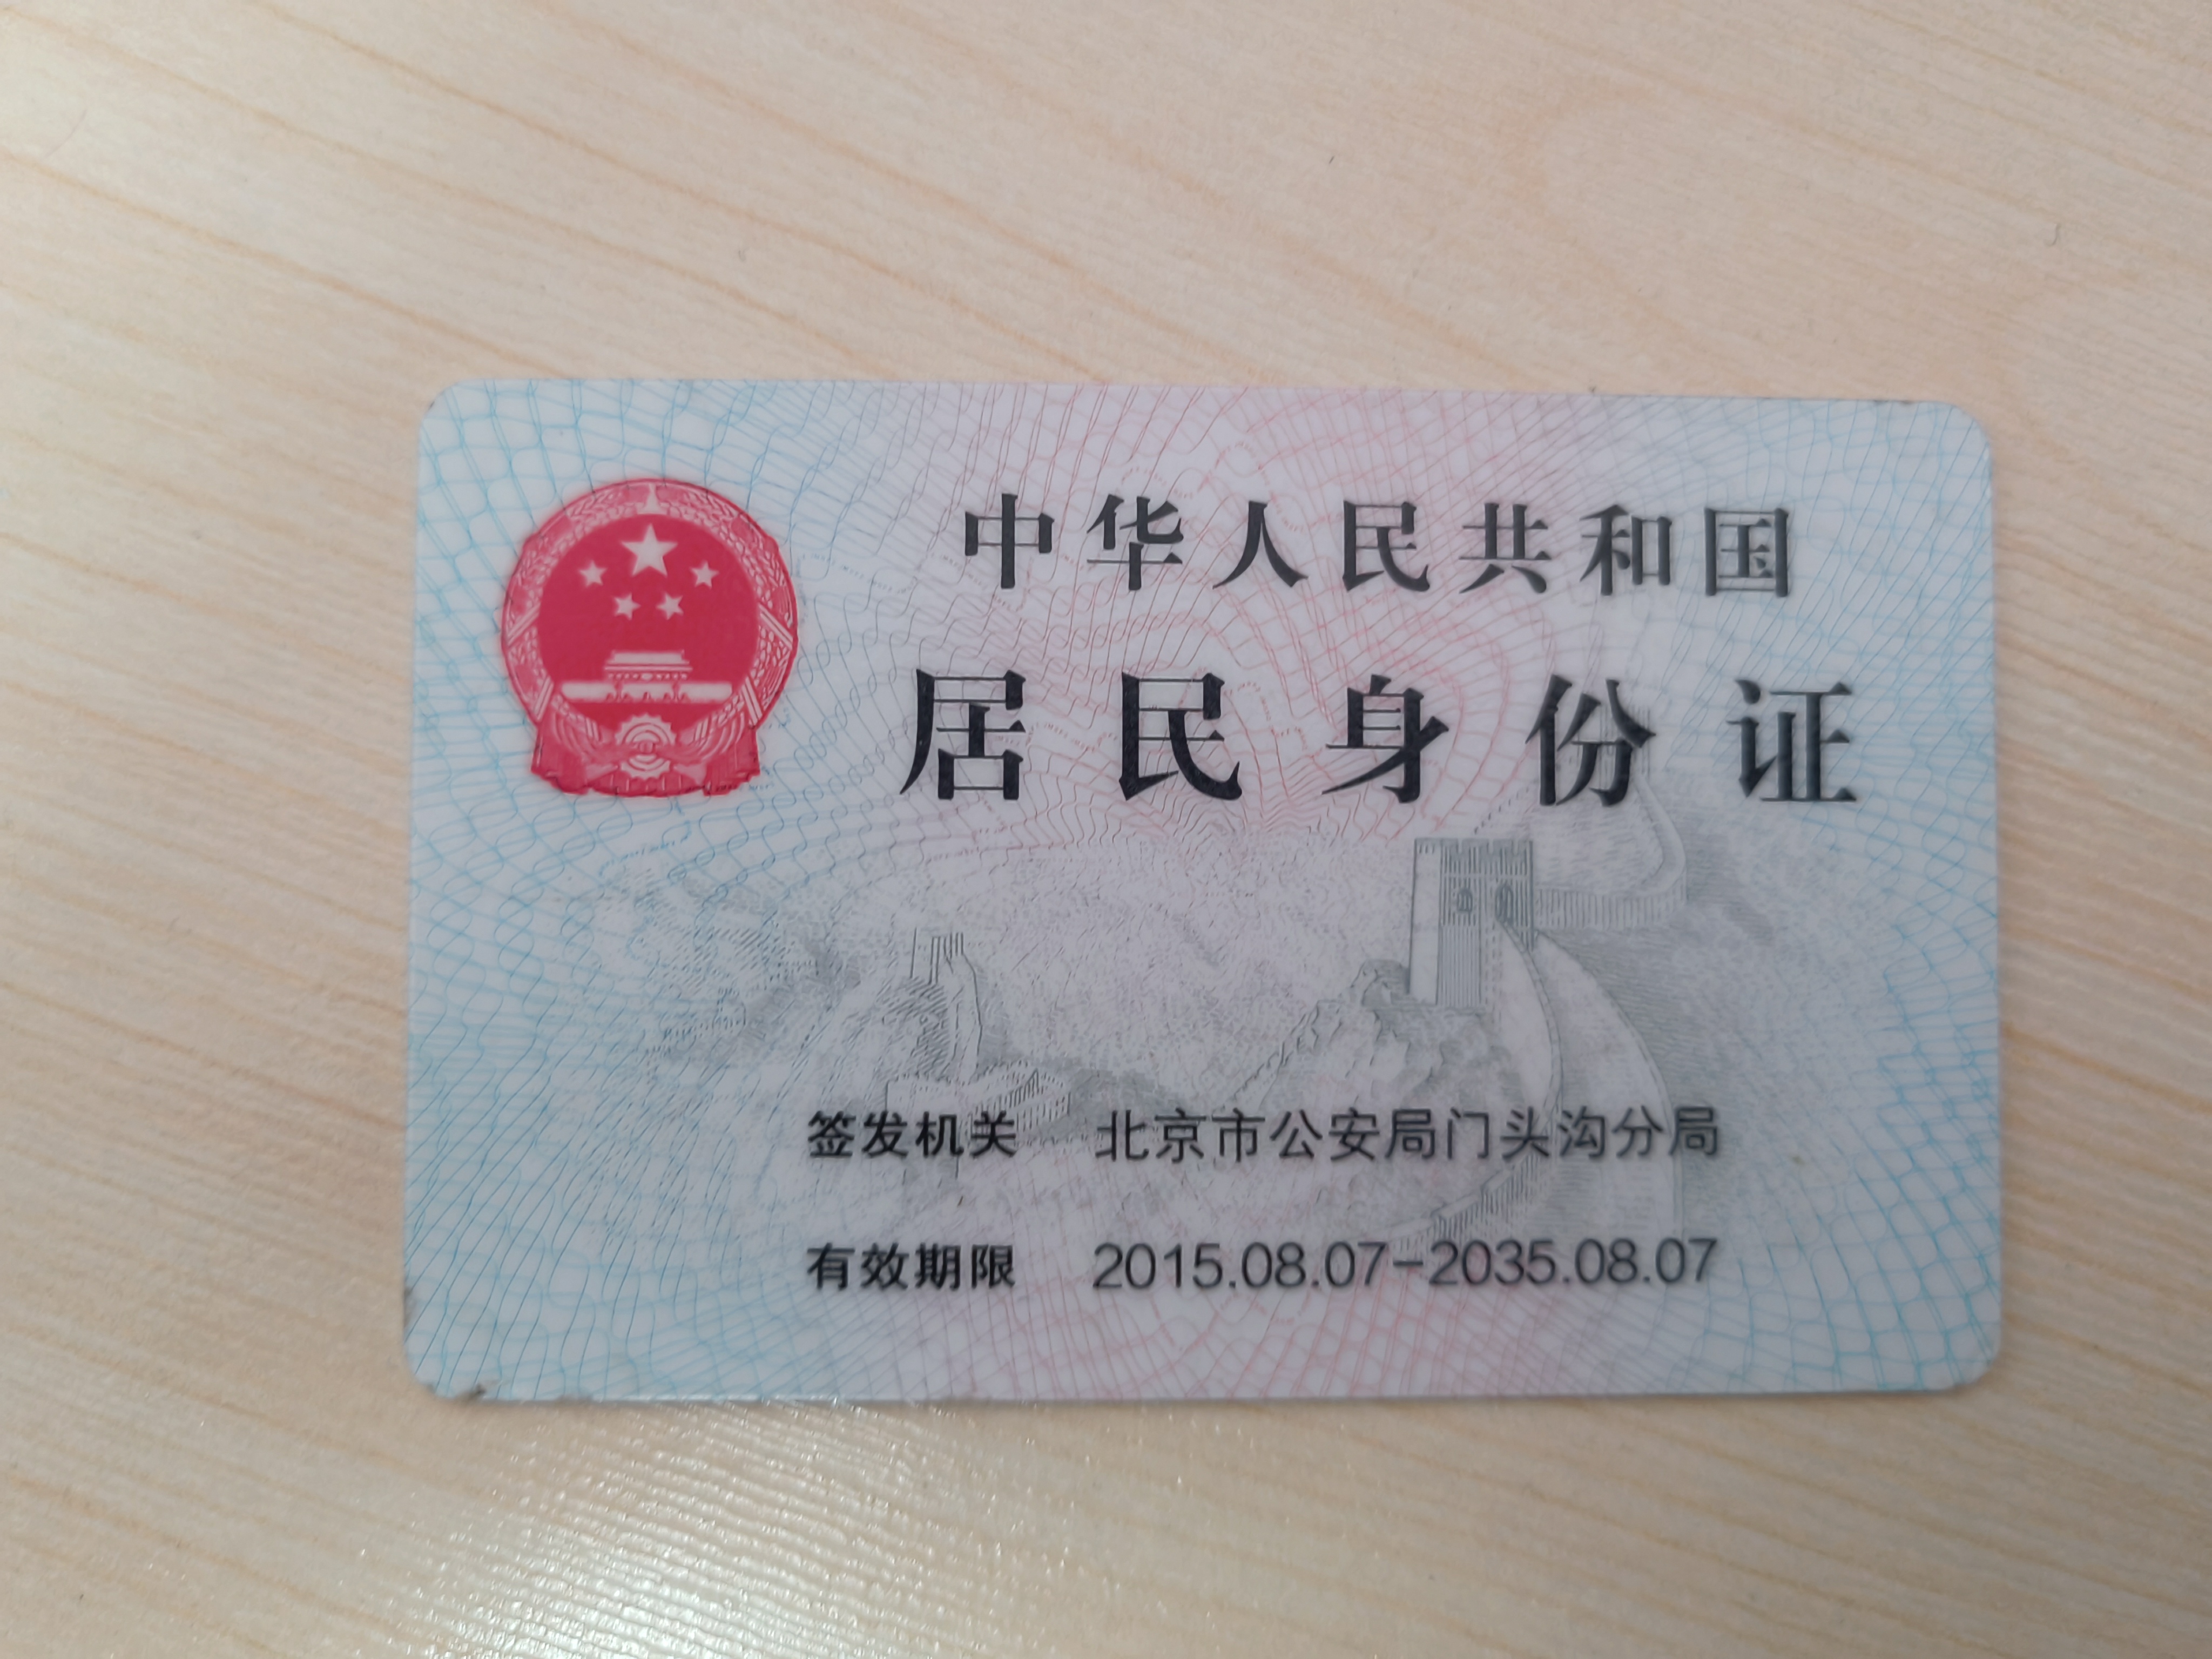 中华人民共和国
居民身份证
签发机关 北京市公安局门头沟分局
有效期限 2015.08.07-2035.08.07